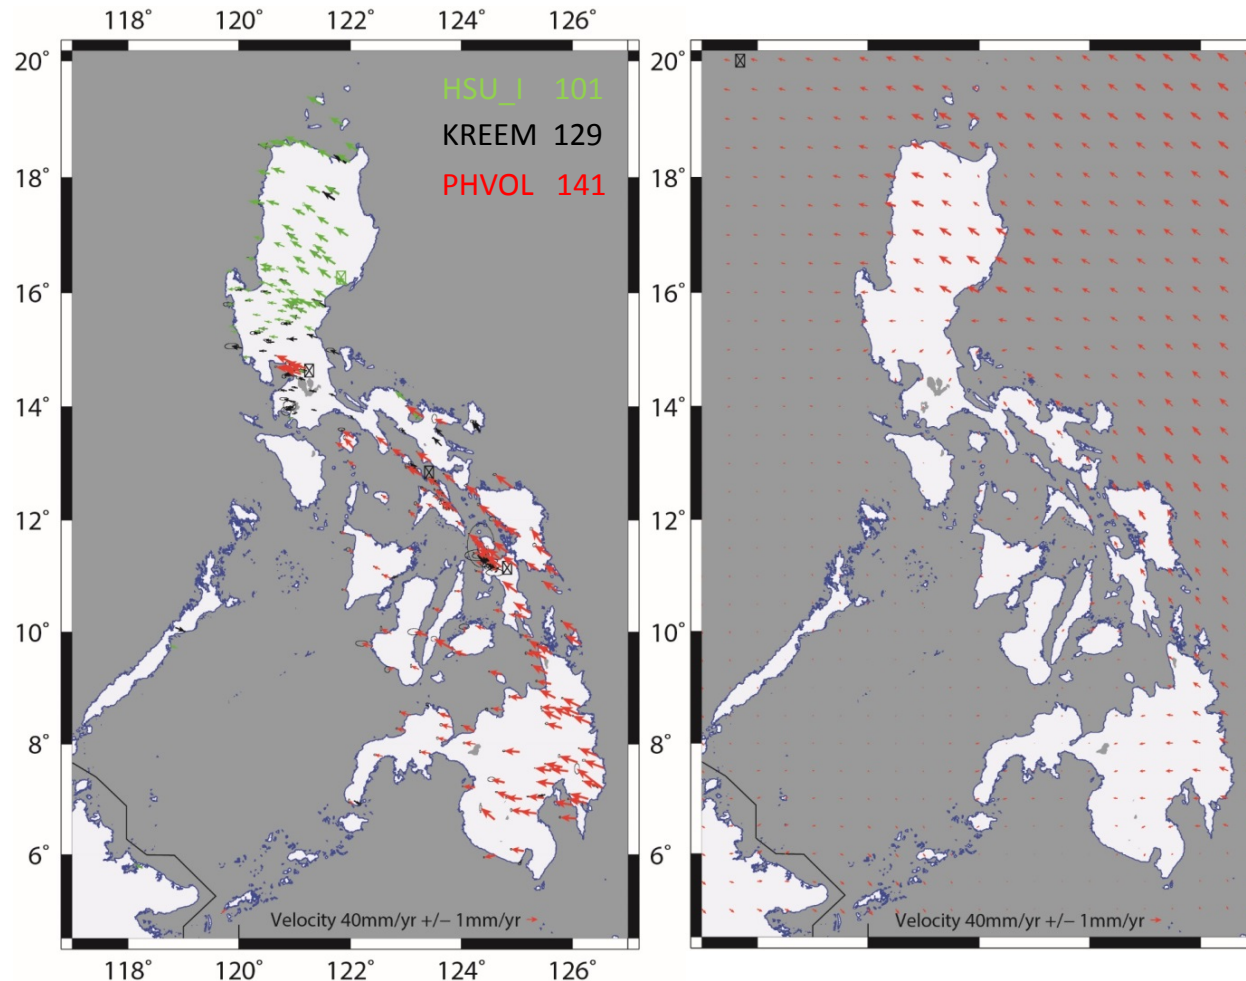 118° 120° 122° 124° 126°
20° 20°
HSU_I 101
KREEM 129
PHVOL 141
18° 18°
16° 16°
14° 14°
12° 12°
10° 10°
8° 8°
6° 6°
Velocity 40mm/yr +/− 1mm/yr Velocity 40mm/yr +/− 1mm/yr
118° 120° 122° 124° 126°